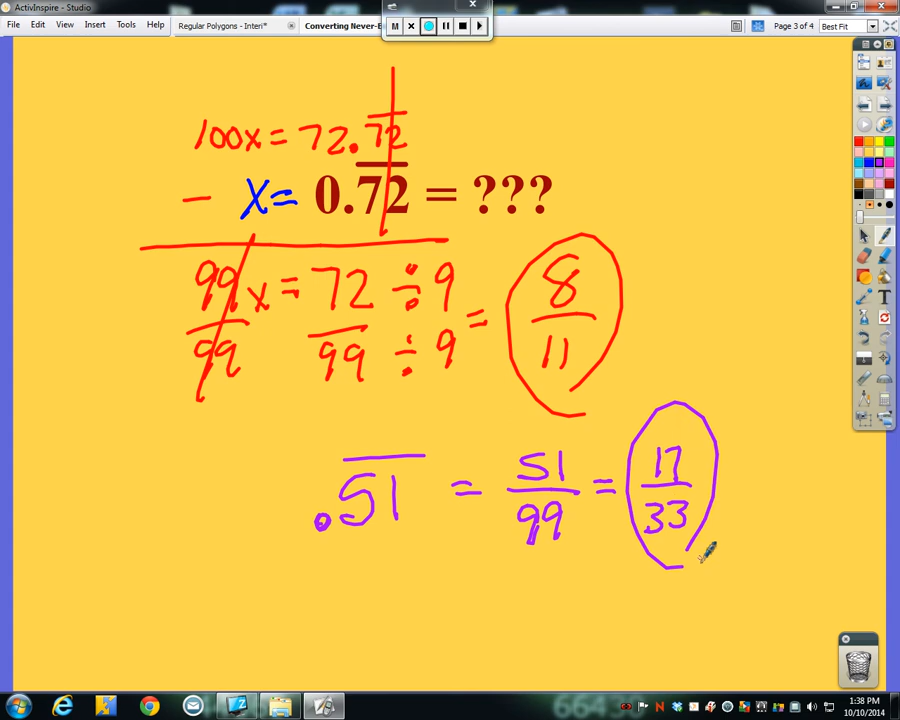 ActivInspire - Studio
File Edit View Insert Tools Help
Regular Polygons - Interi*
Converting Never-E
Page 3 of 4
Best Fit
100x = 72.72
- x = 0.72 = ???
99x = 72 ÷ 9 = 8
99 99 ÷ 9 11
.51 = 51 = 17
99 33
1:38 PM
10/10/2014